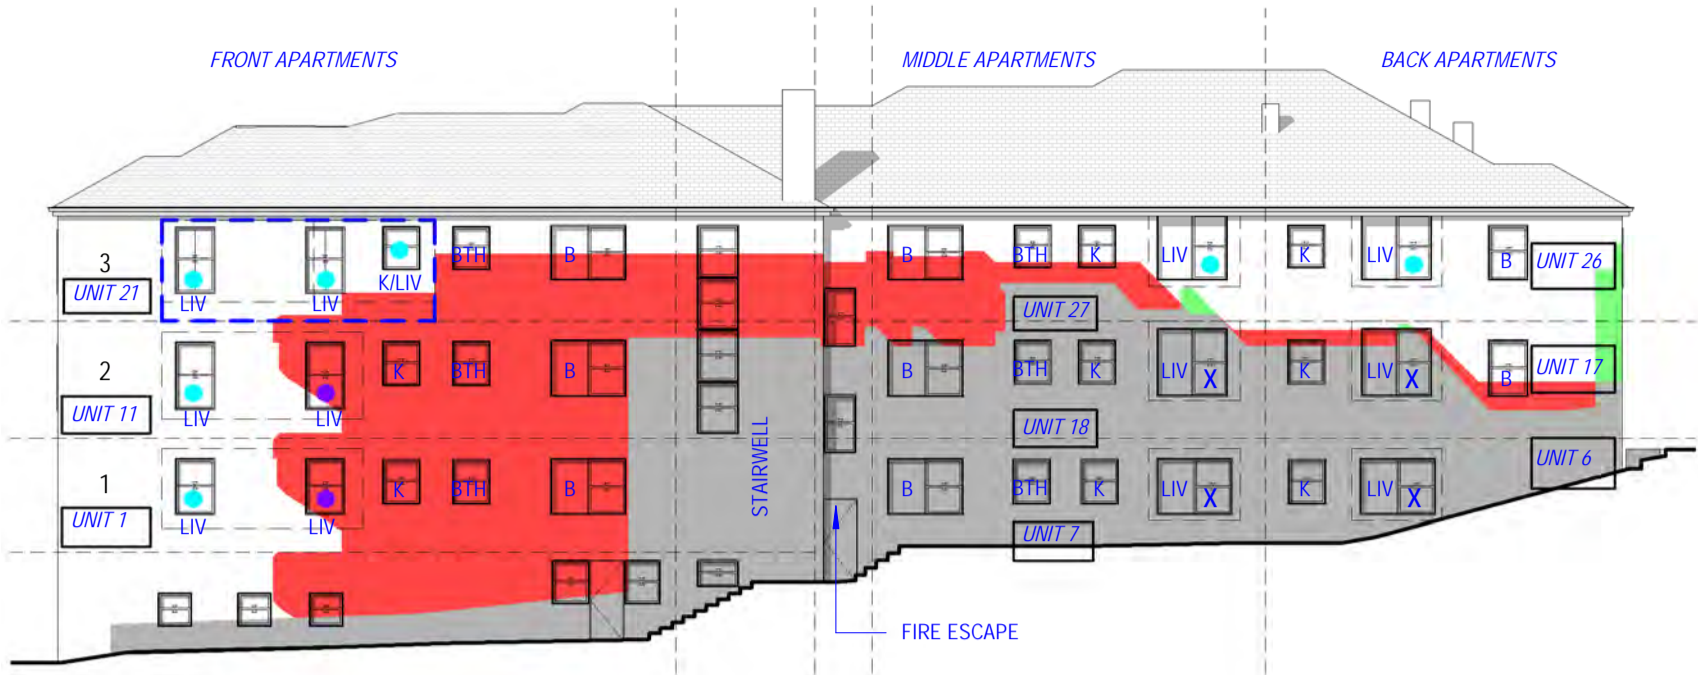 FRONT APARTMENTS
MIDDLE APARTMENTS
BACK APARTMENTS
3
UNIT 21
LIV
LIV
K/LIV
BTH
B
B
BTH
K
LIV
K
LIV
B
UNIT 26
UNIT 27
2
UNIT 11
LIV
LIV
K
BTH
B
B
BTH
K
LIV
X
K
LIV
X
B
UNIT 17
UNIT 18
STAIRWELL
1
UNIT 1
LIV
LIV
K
BTH
B
B
BTH
K
LIV
X
K
LIV
X
UNIT 6
UNIT 7
FIRE ESCAPE